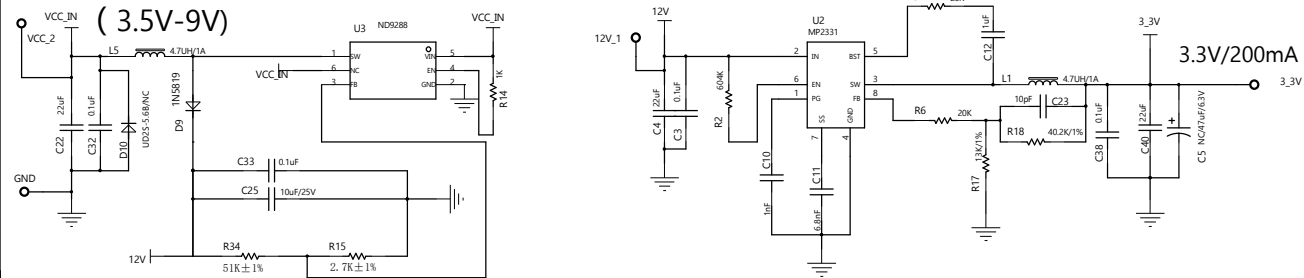 ( 3.5V-9V)
VCC_IN
VCC_2
L5
4.7UH/1A
U3
ND9288
VCC_IN
1
SW
6
NC
3
FB
VIN
5
EN
4
GND
2
VCC_IN
1K
R14
22uF
C22
0.1uF
C32
D10
UD2S-5.6B/NC
1N5819
D9
GND
C33
0.1uF
C25
10uF/25V
12V
R34
51K±1%
R15
2.7K±1%
12V
12V_1
22uF
C4
0.1uF
C3
604K
R2
U2
MP2331
2
IN
6
EN
1
PG
BST
5
SW
3
FB
8
SS
7
GND
4
C10
1nF
C11
6.8nF
1uF
C12
L1
4.7UH/1A
R6
20K
10pF
C23
R18
40.2K/1%
13K/1%
R17
0.1uF
C38
22uF
C40
+
C5 NC/47uF/6.3V
3_3V
3.3V/200mA
3_3V